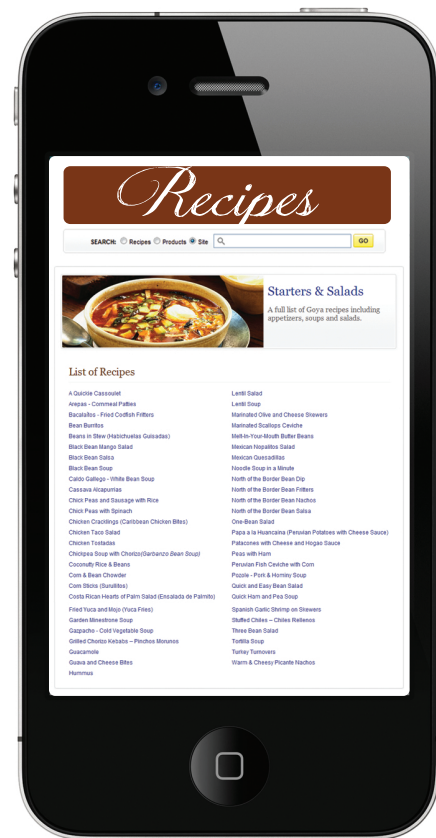 Recipes
SEARCH: Recipes Products Site GO
Starters & Salads
A full list of Goya recipes including
appetizers, soups and salads.
List of Recipes
A Quickie Cassoulet
Arepas - Cornmeal Patties
Bacalaítos - Fried Codfish Fritters
Bean Burritos
Beans in Stew (Habichuelas Guisadas)
Black Bean Mango Salad
Black Bean Salsa
Black Bean Soup
Caldo Gallego - White Bean Soup
Cassava Alcapurrias
Chick Peas and Sausage with Rice
Chick Peas with Spinach
Chicken Cracklings (Caribbean Chicken Bites)
Chicken Taco Salad
Chicken Tostadas
Chickpea Soup with Chorizo(Garbanzo Bean Soup)
Coconutty Rice & Beans
Corn & Bean Chowder
Corn Sticks (Surullitos)
Costa Rican Hearts of Palm Salad (Ensalada de Palmito)
Fried Yuca and Mojo (Yuca Fries)
Garden Minestrone Soup
Gazpacho - Cold Vegetable Soup
Grilled Chorizo Kebabs – Pinchos Morunos
Guacamole
Guava and Cheese Bites
Hummus
Lentil Salad
Lentil Soup
Marinated Olive and Cheese Skewers
Marinated Scallops Ceviche
Melt-In-Your-Mouth Butter Beans
Mexican Nopalitos Salad
Mexican Quesadillas
Noodle Soup in a Minute
North of the Border Bean Dip
North of the Border Bean Fritters
North of the Border Bean Nachos
North of the Border Bean Salsa
One-Bean Salad
Papa a la Huancaina (Peruvian Potatoes with Cheese Sauce)
Patacones with Cheese and Hogao Sauce
Peas with Ham
Peruvian Fish Ceviche with Corn
Pozole - Pork & Hominy Soup
Quick and Easy Bean Salad
Quick Ham and Pea Soup
Spanish Garlic Shrimp on Skewers
Stuffed Chiles – Chiles Rellenos
Three Bean Salad
Tortilla Soup
Turkey Turnovers
Warm & Cheesy Picante Nachos